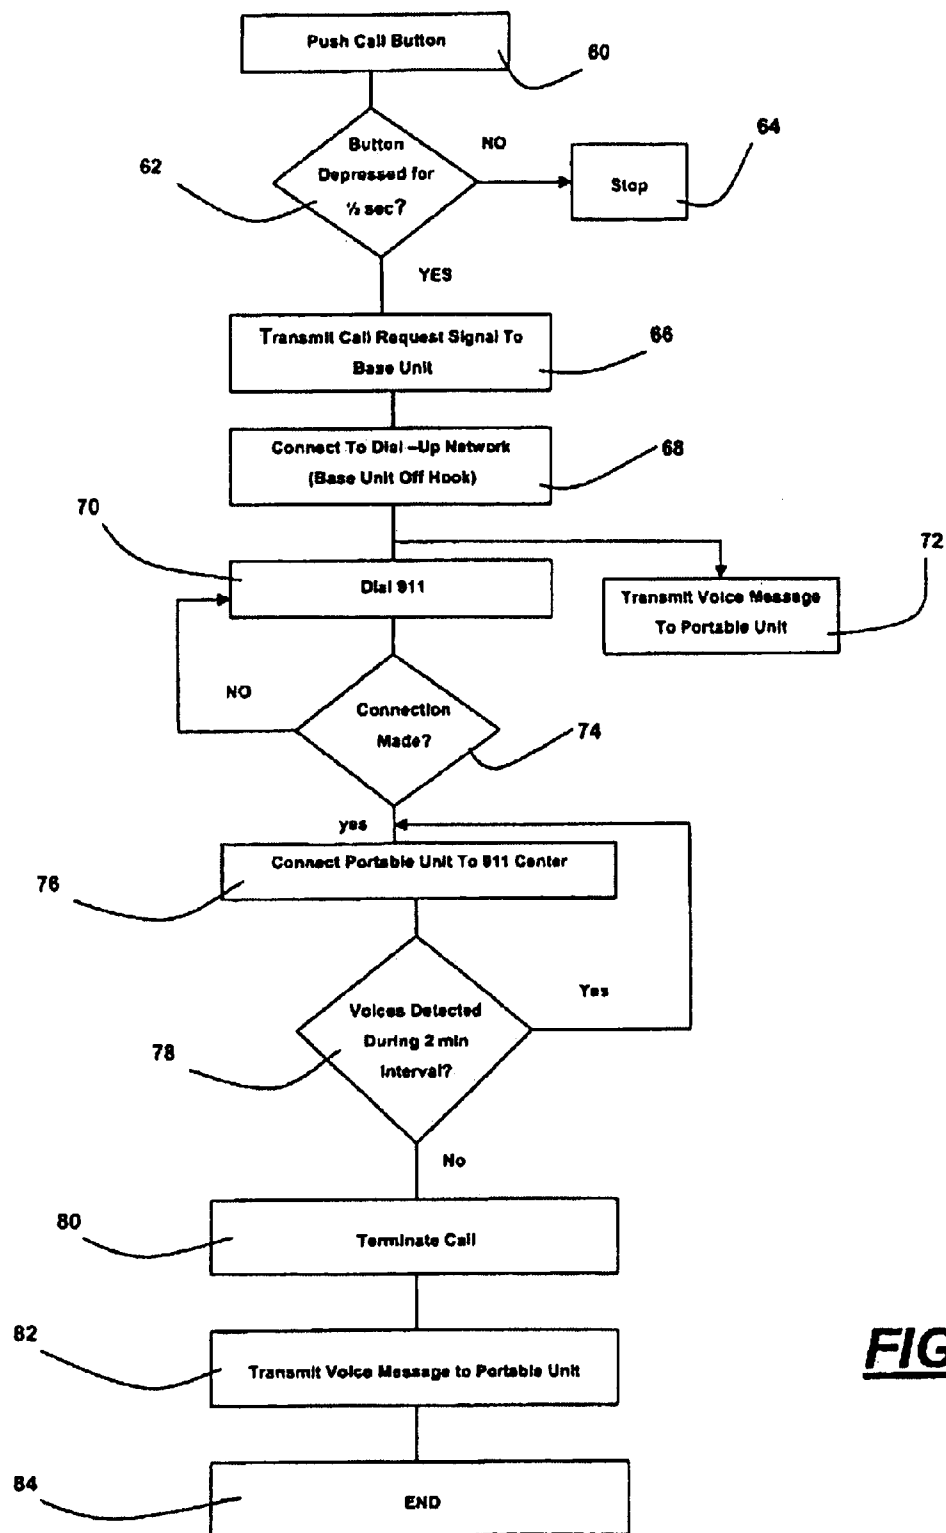 Push Call Button
60
Button
Depressed for
½ sec?
62
NO
Stop
64
YES
Transmit Call Request Signal To
Base Unit
66
Connect To Dial –Up Network
(Base Unit Off Hook)
68
70
Dial 911
72
Transmit Voice Message
To Portable Unit
NO
Connection
Made?
74
yes
Connect Portable Unit To 911 Center
76
Voices Detected
During 2 min
Interval?
Yes
78
No
80
Terminate Call
82
Transmit Voice Message to Portable Unit
84
END
FIG